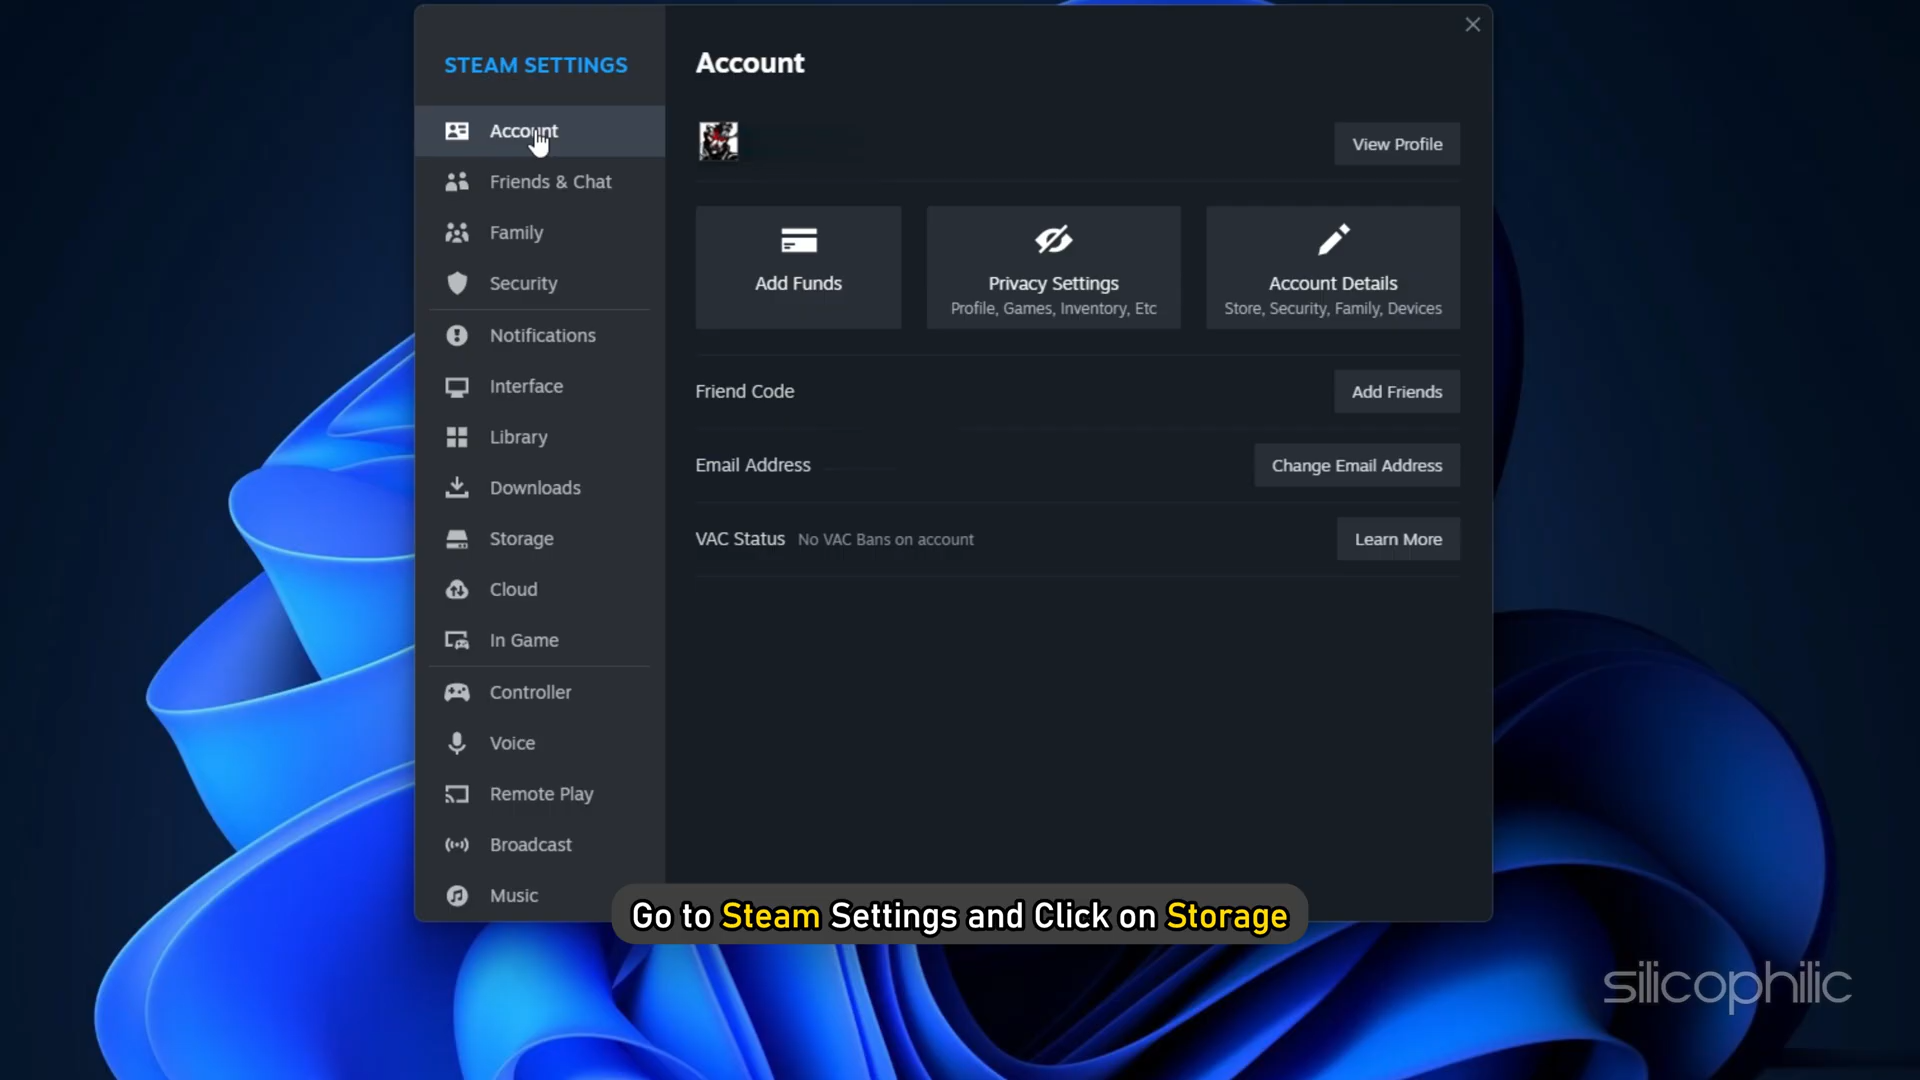 STEAM SETTINGS
Account
Friends & Chat
Family
Security
Notifications
Interface
Library
Downloads
Storage
Cloud
In Game
Controller
Voice
Remote Play
Broadcast
Music
Account
View Profile
Add Funds
Privacy Settings
Profile, Games, Inventory, Etc
Account Details
Store, Security, Family, Devices
Friend Code
Add Friends
Email Address
Change Email Address
VAC Status No VAC Bans on account
Learn More
Go to Steam Settings and Click on Storage
silicophilic